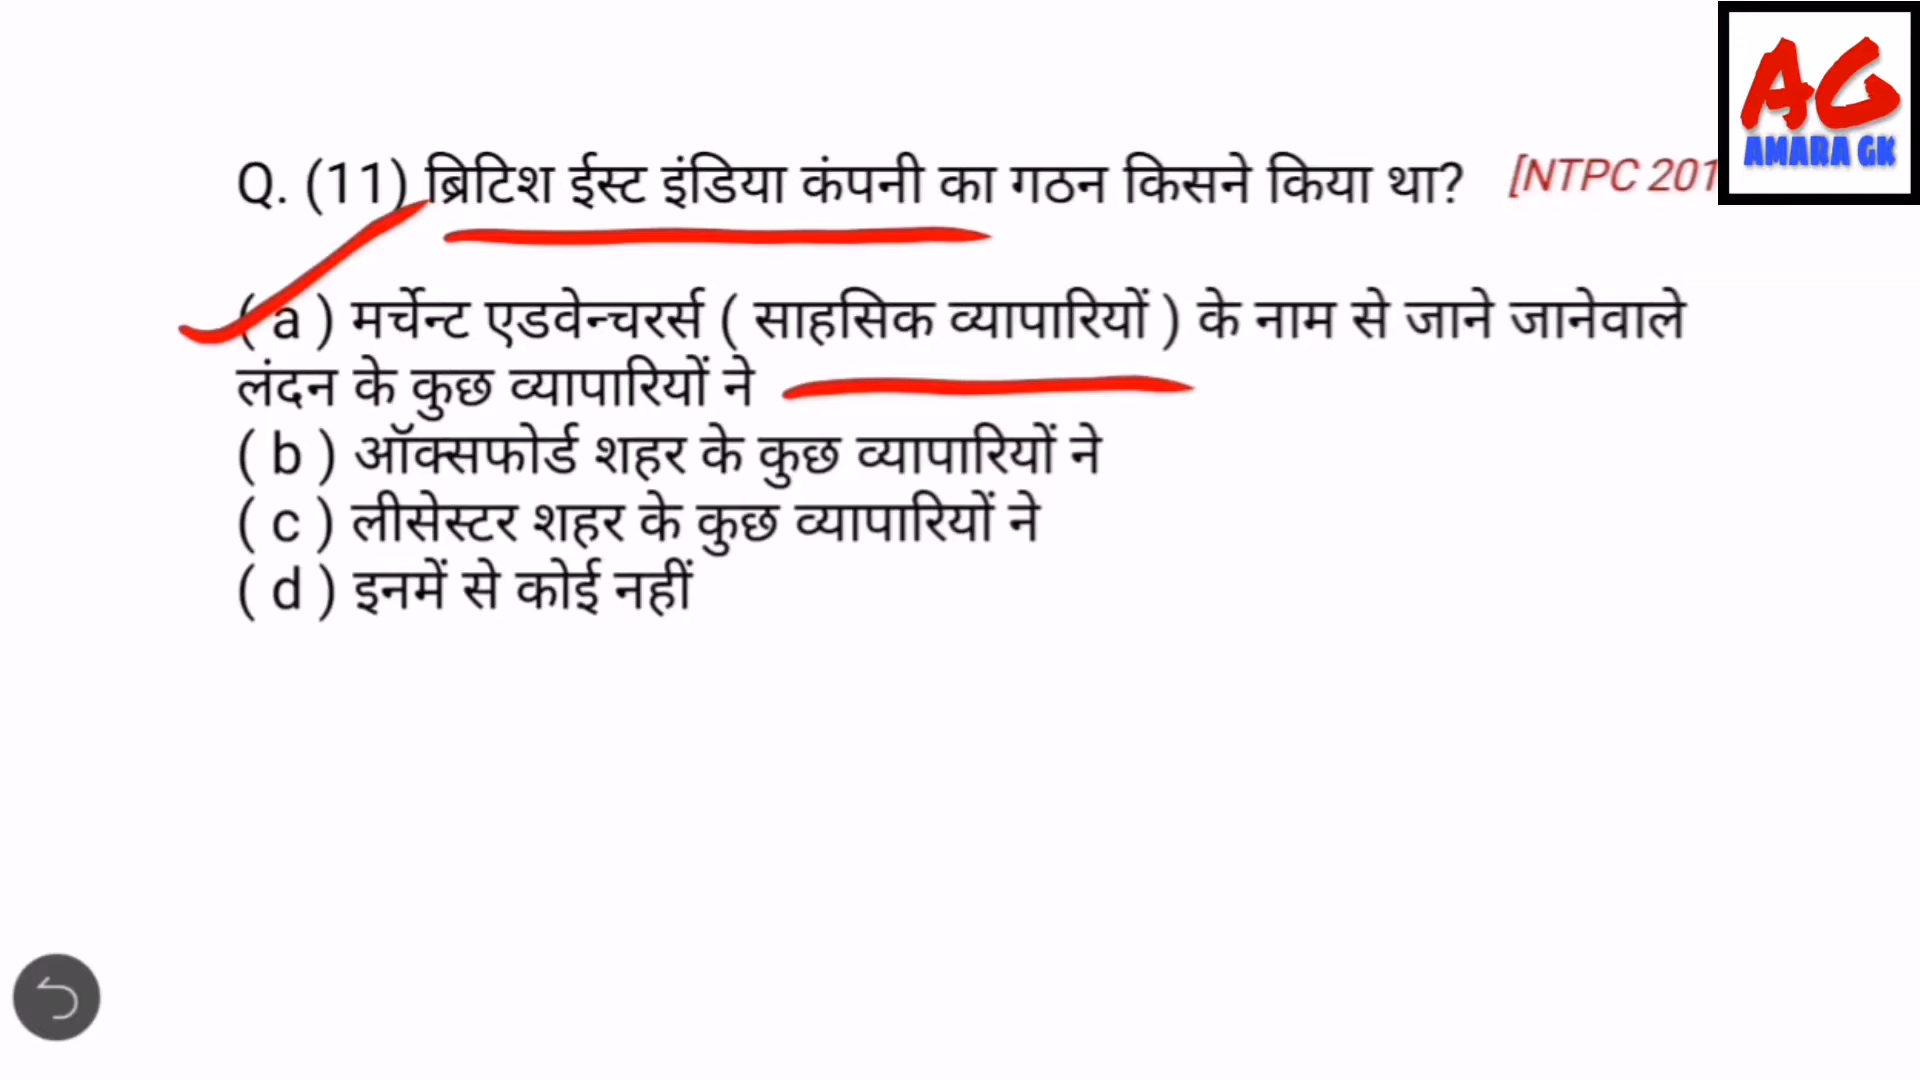 AG
AMARA GK
Q. (11) ब्रिटिश ईस्ट इंडिया कंपनी का गठन किसने किया था? [NTPC 201
( a ) मर्चेन्ट एडवेन्चरर्स ( साहसिक व्यापारियों ) के नाम से जाने जानेवाले
लंदन के कुछ व्यापारियों ने
( b ) ऑक्सफोर्ड शहर के कुछ व्यापारियों ने
( c ) लीसेस्टर शहर के कुछ व्यापारियों ने
( d ) इनमें से कोई नहीं